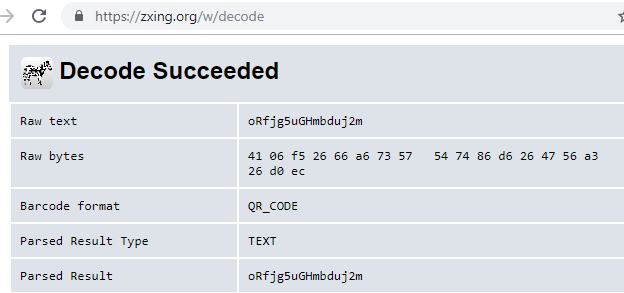 https://zxing.org/w/decode
Decode Succeeded
Raw text oRfjg5uGHmbduj2m
Raw bytes 41 06 f5 26 66 a6 73 57 54 74 86 d6 26 47 56 a3
26 d0 ec
Barcode format QR_CODE
Parsed Result Type TEXT
Parsed Result oRfjg5uGHmbduj2m